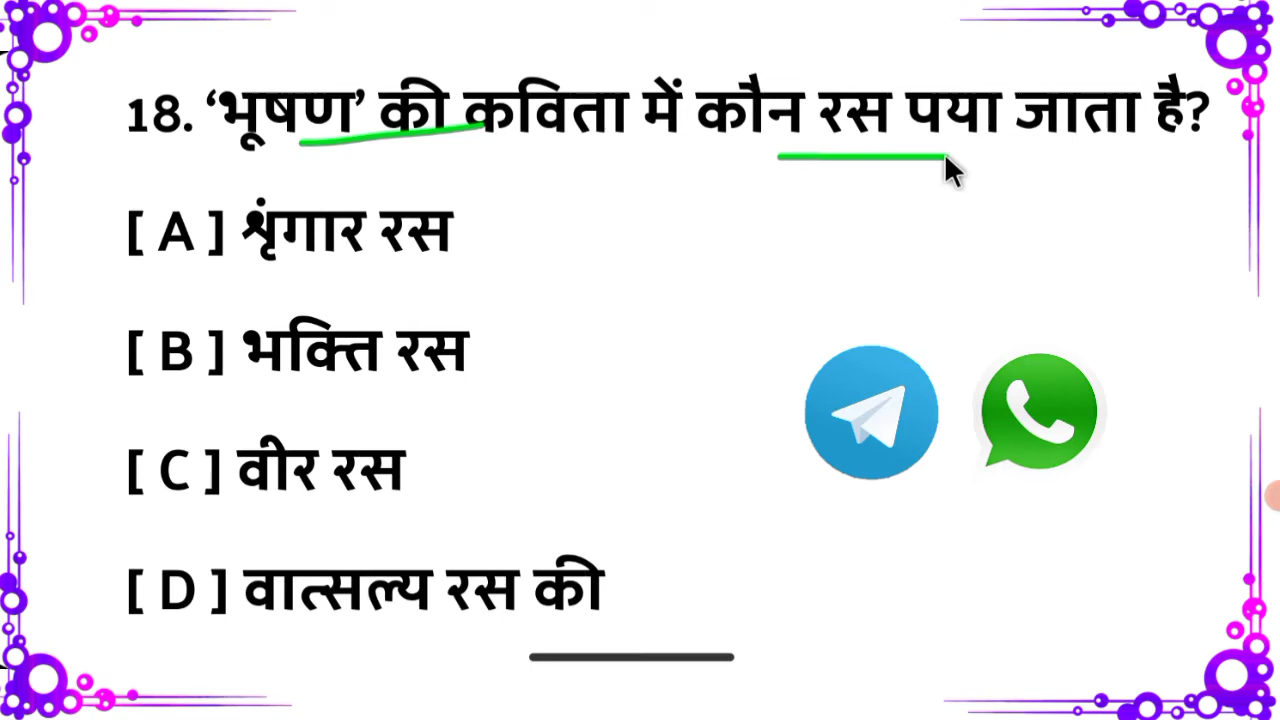 18. ‘भूषण’ की कविता में कौन रस पया जाता है?
[ A ] शृंगार रस
[ B ] भक्ति रस
[ C ] वीर रस
[ D ] वात्सल्य रस की